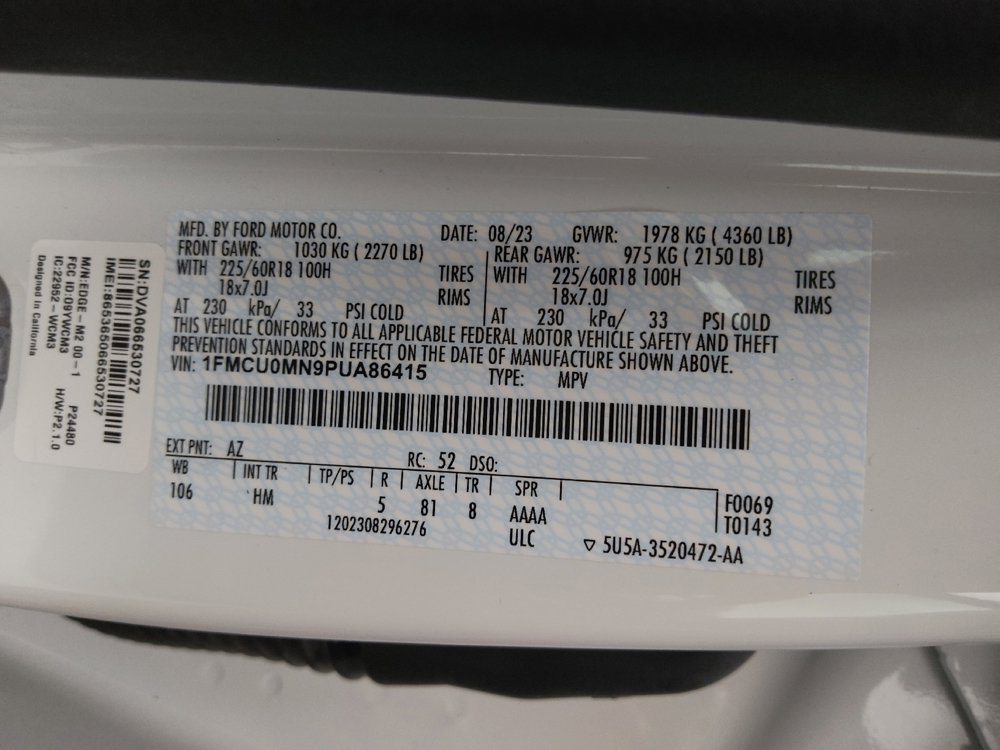 MFD. BY FORD MOTOR CO. DATE: 08/23 GVWR: 1978 KG ( 4360 LB)
FRONT GAWR: 1030 KG ( 2270 LB) REAR GAWR: 975 KG ( 2150 LB)
WITH 225/60R18 100H TIRES WITH 225/60R18 100H TIRES
18x7.0J RIMS 18x7.0J RIMS
AT 230 kPa/ 33 PSI COLD AT 230 kPa/ 33 PSI COLD
THIS VEHICLE CONFORMS TO ALL APPLICABLE FEDERAL MOTOR VEHICLE SAFETY AND THEFT
PREVENTION STANDARDS IN EFFECT ON THE DATE OF MANUFACTURE SHOWN ABOVE.
VIN: 1FMCU0MN9PUA86415 TYPE: MPV
EXT PNT: AZ RC: 52 DSO:
WB INT TR TP/PS R AXLE TR SPR F0069
106 HM 5 81 8 AAAA T0143
1202308296276 ULC ▽ 5U5A-3520472-AA
SN:DVA066530727
IMEI:865365066530727
M/N:EDGE-M2 00-1 P24480
FCC ID:09YWCM3 H/W:P2.1.0
IC:22952-WCM3
Designed in California